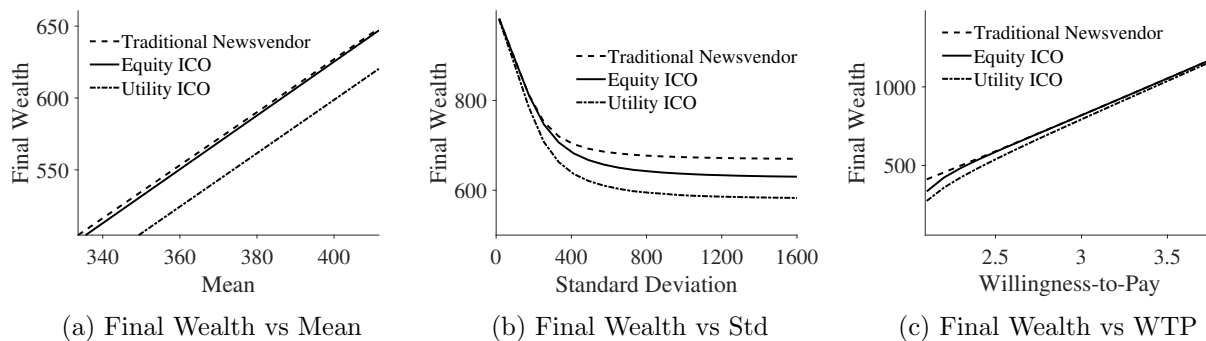 650
600
550
Final Wealth
Traditional Newsvendor
Equity ICO
Utility ICO
340 360 380 400
Mean
(a) Final Wealth vs Mean
800
600
Final Wealth
Traditional Newsvendor
Equity ICO
Utility ICO
0 400 800 1200 1600
Standard Deviation
(b) Final Wealth vs Std
1000
500
Final Wealth
Traditional Newsvendor
Equity ICO
Utility ICO
2.5 3 3.5
Willingness-to-Pay
(c) Final Wealth vs WTP